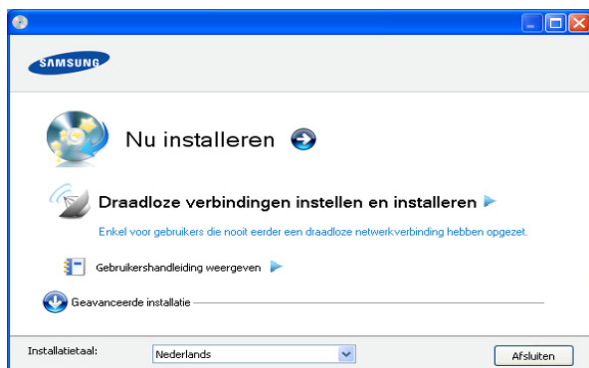 SAMSUNG
Nu installeren
Draadloze verbindingen instellen en installeren
Enkel voor gebruikers die nooit eerder een draadloze netwerkverbinding hebben opgezet.
Gebruikershandleiding weergeven
Geavanceerde installatie
Installatietaal: Nederlands Afsluiten